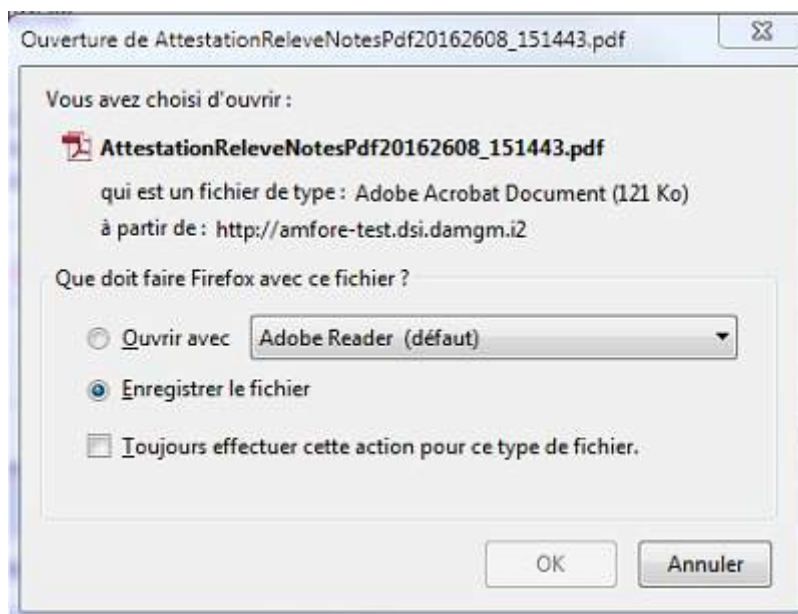 Ouverture de AttestationReleveNotesPdf20162608_151443.pdf
Vous avez choisi d'ouvrir :
AttestationReleveNotesPdf20162608_151443.pdf
qui est un fichier de type : Adobe Acrobat Document (121 Ko)
à partir de : http://amfore-test.dsi.damgm.i2
Que doit faire Firefox avec ce fichier ?
Ouvrir avec Adobe Reader (défaut)
Enregistrer le fichier
Toujours effectuer cette action pour ce type de fichier.
OK Annuler